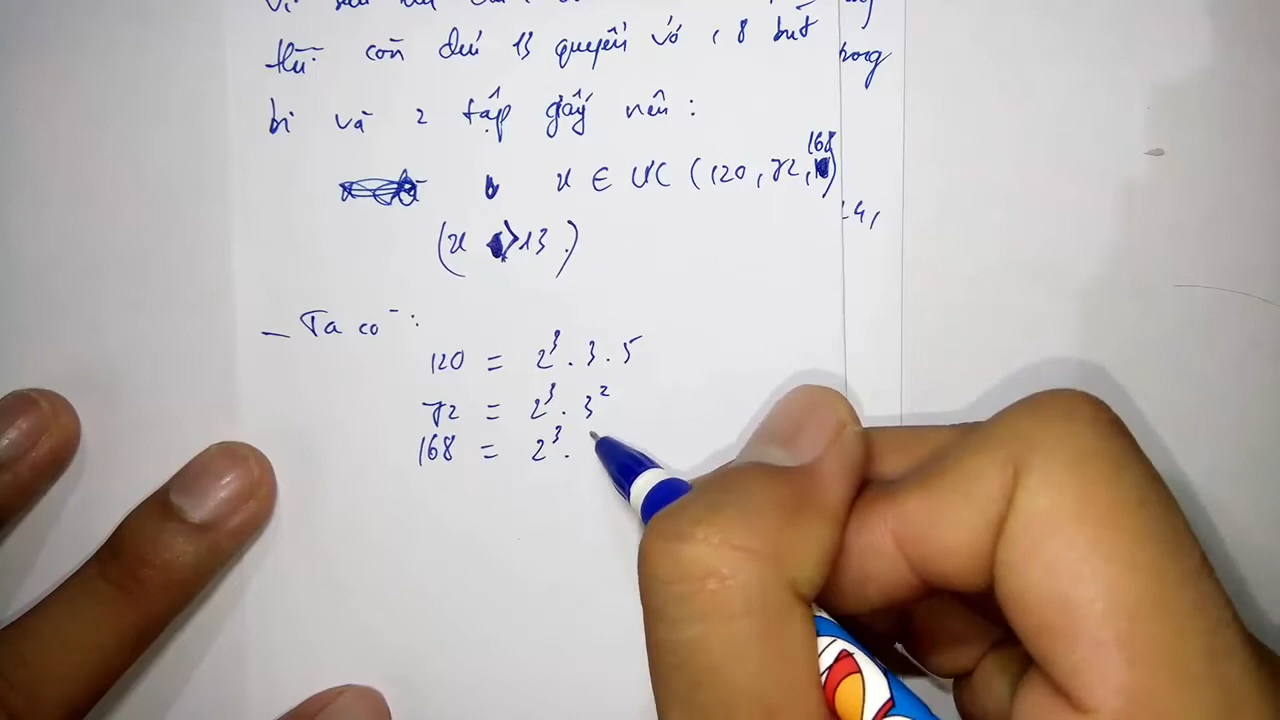 thì còn dư 13 quyển vở , 8 bút
bi và 2 tập giấy nên :
x ∈ ƯC (120, 72, 168)
(x > 13 )
- Ta có :
120 = 2³ . 3 . 5
72 = 2³ . 3²
168 = 2³ .